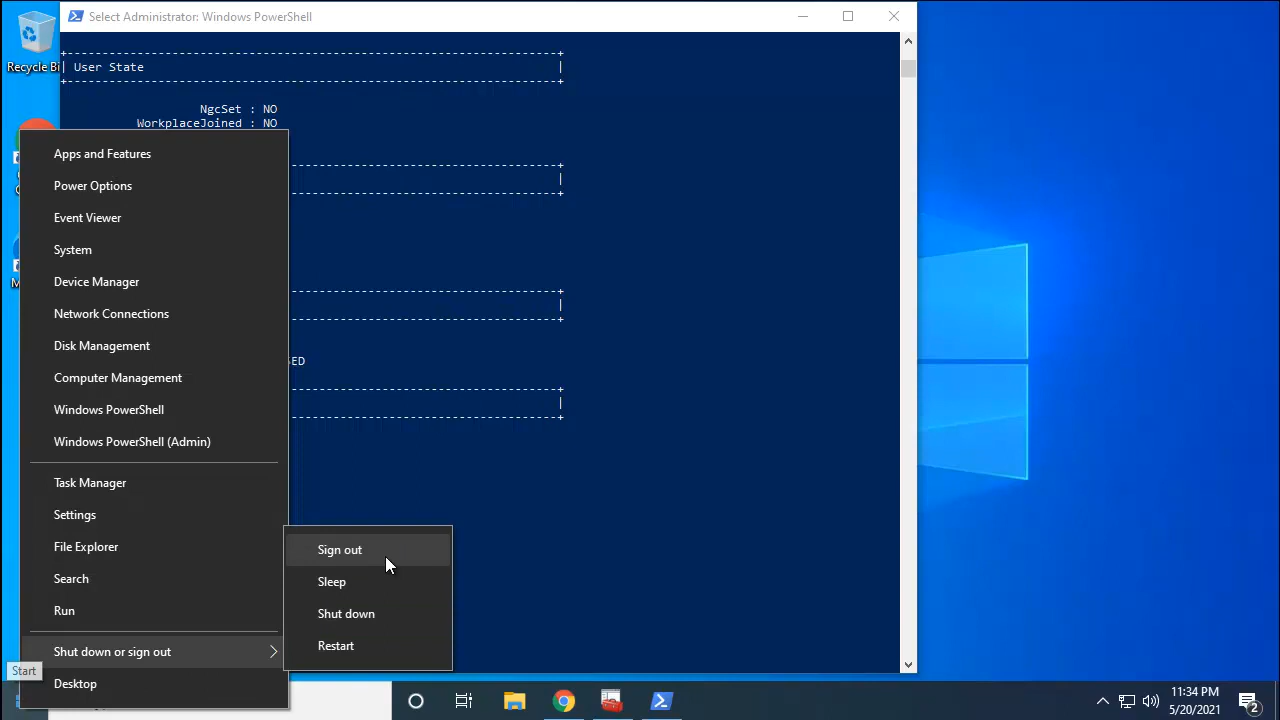 Select Administrator: Windows PowerShell
Recycle Bi
+----------------------------------------------------------------------+
| User State |
+----------------------------------------------------------------------+
NgcSet : NO
WorkplaceJoined : NO
SED
Apps and Features
Power Options
Event Viewer
System
Device Manager
Network Connections
Disk Management
Computer Management
Windows PowerShell
Windows PowerShell (Admin)
Task Manager
Settings
File Explorer
Search
Run
Shut down or sign out
Desktop
Sign out
Sleep
Shut down
Restart
Start
11:34 PM
5/20/2021
2